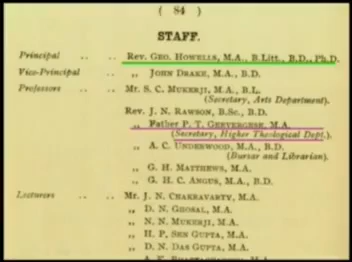 ( 84 )
STAFF.
Principal .. .. Rev. GEO. HOWELLS, M.A., B.Litt., B.D., Ph.D.
Vice-Principal .. „ JOHN DRAKE, M.A., B.D.
Professors .. .. Mr. S. C. MUKERJI, M.A., B.L.
(Secretary, Arts Department).
Rev. J. N. RAWSON, B.Sc., B.D.
„ Father P. T. GEEVERGESE, M.A.
(Secretary, Higher Theological Dept.).
„ A. C. UNDERWOOD, M.A., B.D.
(Bursar and Librarian).
„ G. H. MATTHEWS, M.A.
„ G. H. C. ANGUS, M.A., B.D.
Lecturers .. .. Mr. J. N. CHAKRAVARTY, M.A.
„ D. N. GHOSAL, M.A.
„ N. N. MUKERJI, M.A.
„ H. P. SEN GUPTA, M.A.
„ D. N. DAS GUPTA, M.A.